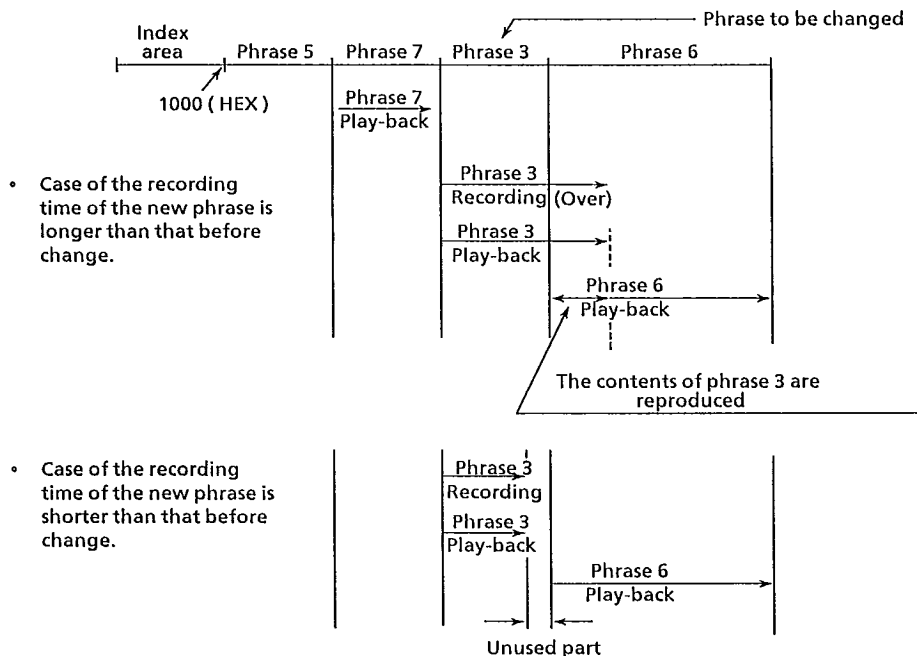 Phrase to be changed
Index
area
Phrase 5
Phrase 7
Phrase 3
Phrase 6
1000 ( HEX )
Phrase 7
Play-back
• Case of the recording
time of the new phrase is
longer than that before
change.
Phrase 3
Recording (Over)
Phrase 3
Play-back
Phrase 6
Play-back
The contents of phrase 3 are
reproduced
• Case of the recording
time of the new phrase is
shorter than that before
change.
Phrase 3
Recording
Phrase 3
Play-back
Phrase 6
Play-back
Unused part